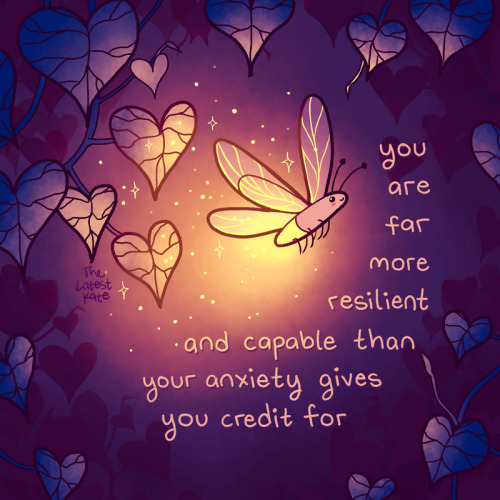 you
are
far
more
resilient
and capable than
your anxiety gives
you credit for
The
Latest
Kate